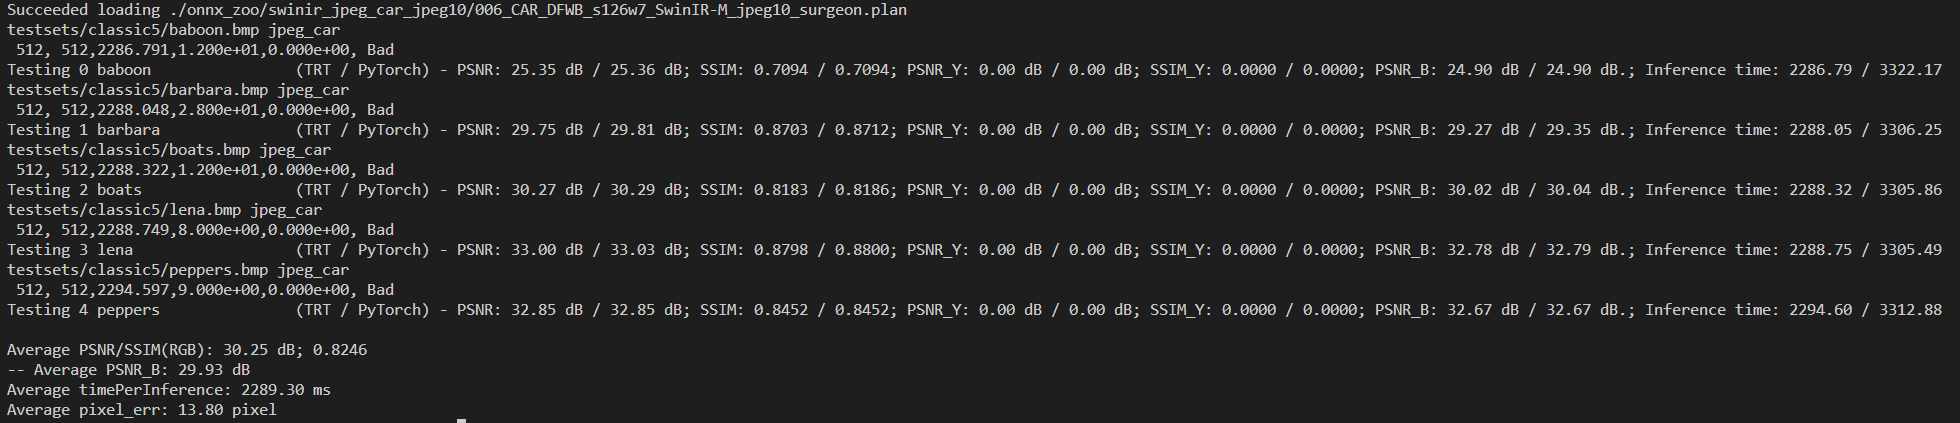 Succeeded loading ./onnx_zoo/swinir_jpeg_car_jpeg10/006_CAR_DFWB_s126w7_SwinIR-M_jpeg10_surgeon.plan
testsets/classic5/baboon.bmp jpeg_car
512, 512,2286.791,1.200e+01,0.000e+00, Bad
Testing 0 baboon (TRT / PyTorch) - PSNR: 25.35 dB / 25.36 dB; SSIM: 0.7094 / 0.7094; PSNR_Y: 0.00 dB / 0.00 dB; SSIM_Y: 0.0000 / 0.0000; PSNR_B: 24.90 dB / 24.90 dB.; Inference time: 2286.79 / 3322.17
testsets/classic5/barbara.bmp jpeg_car
512, 512,2288.048,2.800e+01,0.000e+00, Bad
Testing 1 barbara (TRT / PyTorch) - PSNR: 29.75 dB / 29.81 dB; SSIM: 0.8703 / 0.8712; PSNR_Y: 0.00 dB / 0.00 dB; SSIM_Y: 0.0000 / 0.0000; PSNR_B: 29.27 dB / 29.35 dB.; Inference time: 2288.05 / 3306.25
testsets/classic5/boats.bmp jpeg_car
512, 512,2288.322,1.200e+01,0.000e+00, Bad
Testing 2 boats (TRT / PyTorch) - PSNR: 30.27 dB / 30.29 dB; SSIM: 0.8183 / 0.8186; PSNR_Y: 0.00 dB / 0.00 dB; SSIM_Y: 0.0000 / 0.0000; PSNR_B: 30.02 dB / 30.04 dB.; Inference time: 2288.32 / 3305.86
testsets/classic5/lena.bmp jpeg_car
512, 512,2288.749,8.000e+00,0.000e+00, Bad
Testing 3 lena (TRT / PyTorch) - PSNR: 33.00 dB / 33.03 dB; SSIM: 0.8798 / 0.8800; PSNR_Y: 0.00 dB / 0.00 dB; SSIM_Y: 0.0000 / 0.0000; PSNR_B: 32.78 dB / 32.79 dB.; Inference time: 2288.75 / 3305.49
testsets/classic5/peppers.bmp jpeg_car
512, 512,2294.597,9.000e+00,0.000e+00, Bad
Testing 4 peppers (TRT / PyTorch) - PSNR: 32.85 dB / 32.85 dB; SSIM: 0.8452 / 0.8452; PSNR_Y: 0.00 dB / 0.00 dB; SSIM_Y: 0.0000 / 0.0000; PSNR_B: 32.67 dB / 32.67 dB.; Inference time: 2294.60 / 3312.88
Average PSNR/SSIM(RGB): 30.25 dB; 0.8246
-- Average PSNR_B: 29.93 dB
Average timePerInference: 2289.30 ms
Average pixel_err: 13.80 pixel